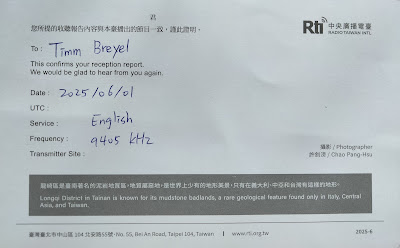 君
您所提的收聽報告內容與本臺播出的節目一致，謹此證明。
Rti 中央廣播電臺
RADIO TAIWAN INTL
To : Timm Breyel
This confirms your reception report.
We would be glad to hear from you again.
Date : 2025/06/01
UTC :
Service : English
Frequency : 9405 kHz
Transmitter Site :
攝影 / Photographer
許釗滂 / Chao Pang-Hsu
龍崎區是臺南著名的泥岩地質區，地質屬惡地，是世界上少有的地形美景，只有在義大利、中亞和台灣有這樣的地形。
Longqi District in Tainan is known for its mudstone badlands, a rare geological feature found only in Italy, Central
Asia, and Taiwan.
臺灣臺北市中山區 104 北安路55號‧No. 55, Bei An Road, Taipei 104, Taiwan | www.rti.org.tw
2025-6